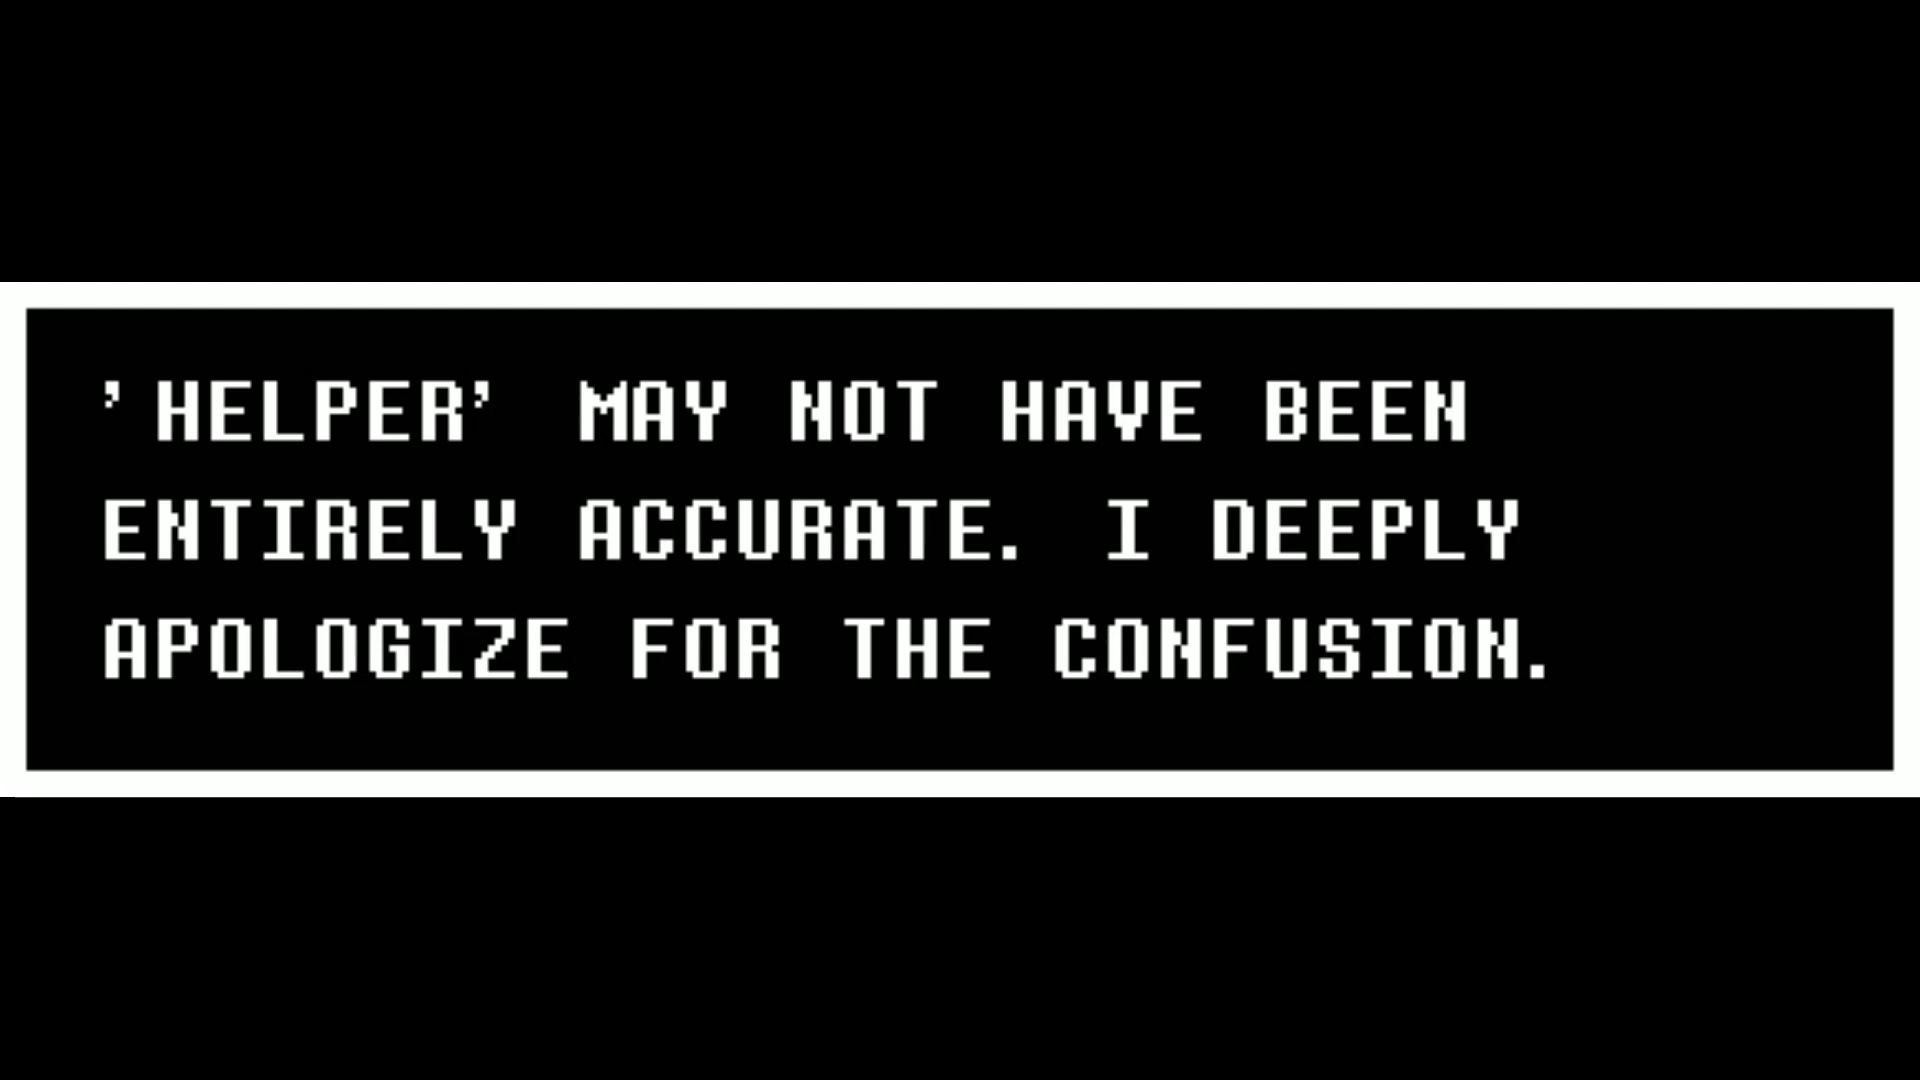 'HELPER' MAY NOT HAVE BEEN
ENTIRELY ACCURATE. I DEEPLY
APOLOGIZE FOR THE CONFUSION.